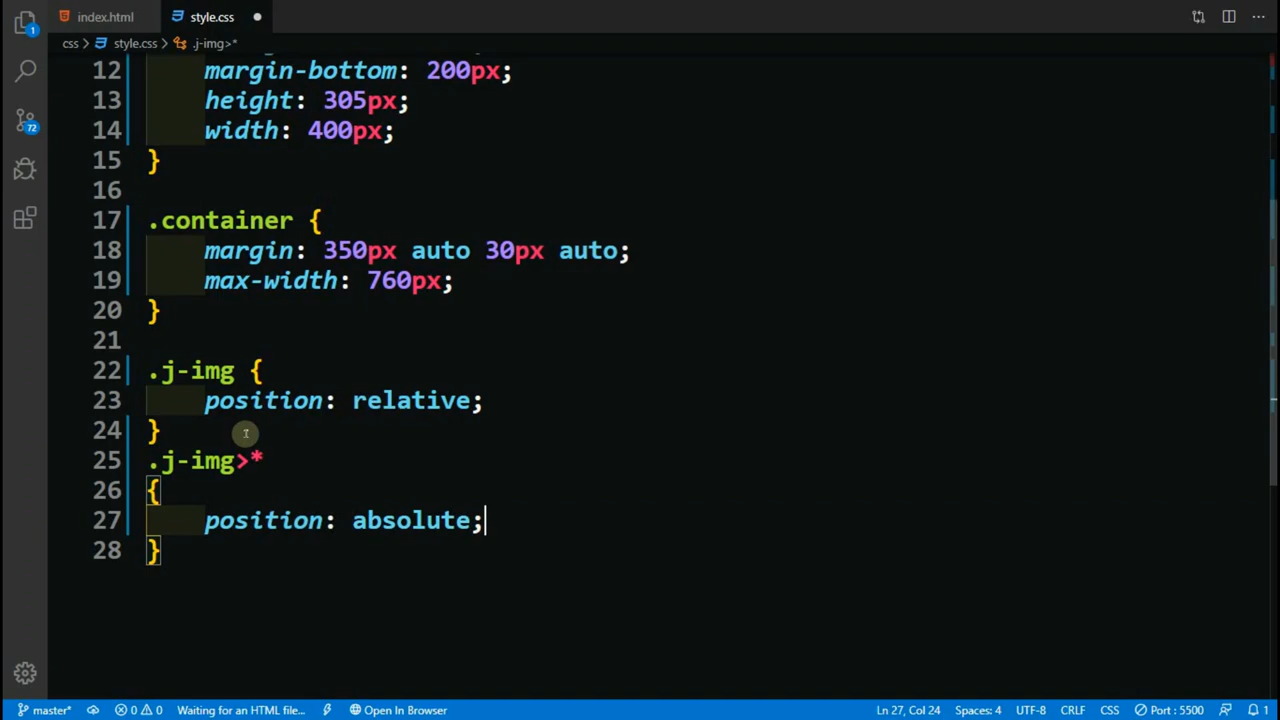 index.html
style.css
css > style.css > .j-img>*
12 margin-bottom: 200px;
13 height: 305px;
14 width: 400px;
15 }
16
17 .container {
18 margin: 350px auto 30px auto;
19 max-width: 760px;
20 }
21
22 .j-img {
23 position: relative;
24 }
25 .j-img>*
26 {
27 position: absolute;
28 }
1
72
master* 0 0 Waiting for an HTML file... Open In Browser Ln 27, Col 24 Spaces: 4 UTF-8 CRLF CSS Port : 5500 1